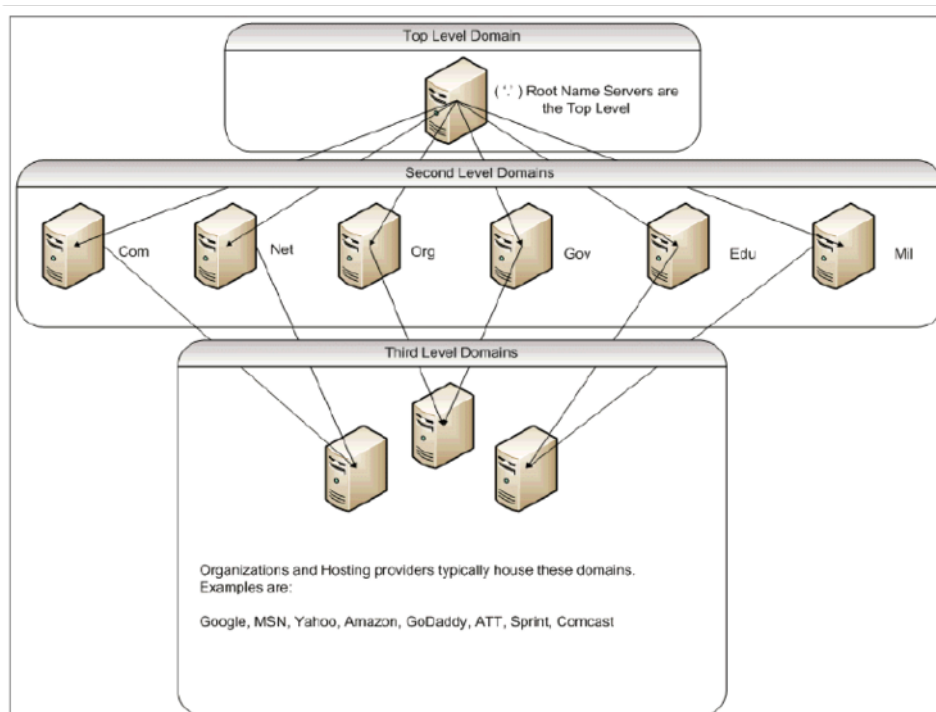 Top Level Domain
( '.' ) Root Name Servers are
the Top Level
Second Level Domains
Com
Net
Org
Gov
Edu
Mil
Third Level Domains
Organizations and Hosting providers typically house these domains.
Examples are:
Google, MSN, Yahoo, Amazon, GoDaddy, ATT, Sprint, Comcast